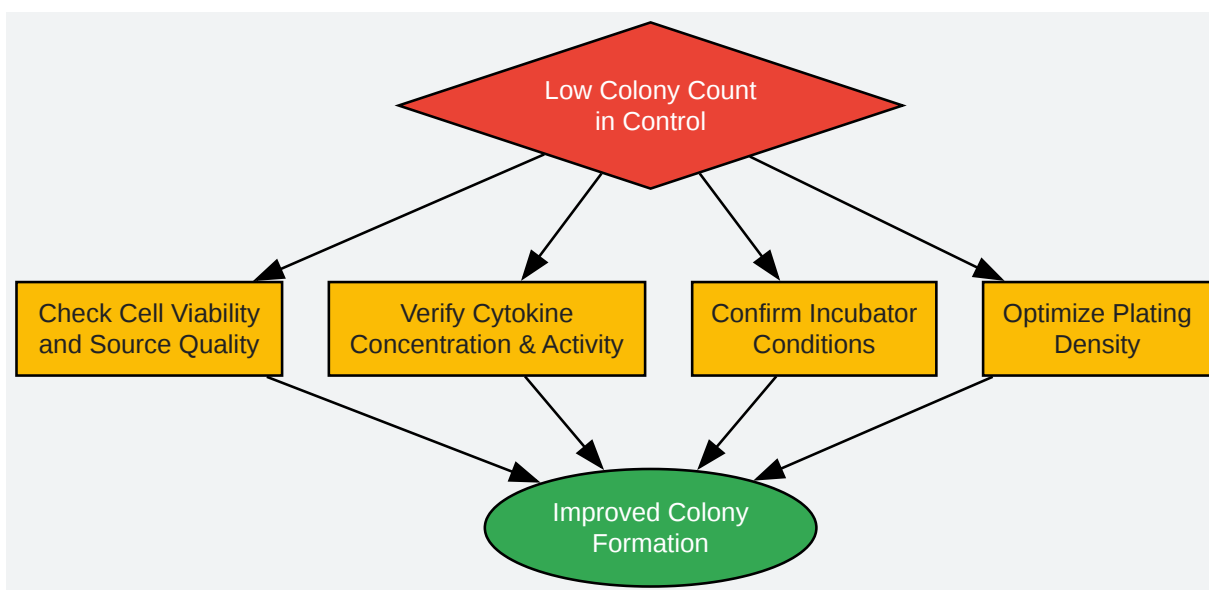 Low Colony Count
in Control
Check Cell Viability
and Source Quality
Verify Cytokine
Concentration & Activity
Confirm Incubator
Conditions
Optimize Plating
Density
Improved Colony
Formation